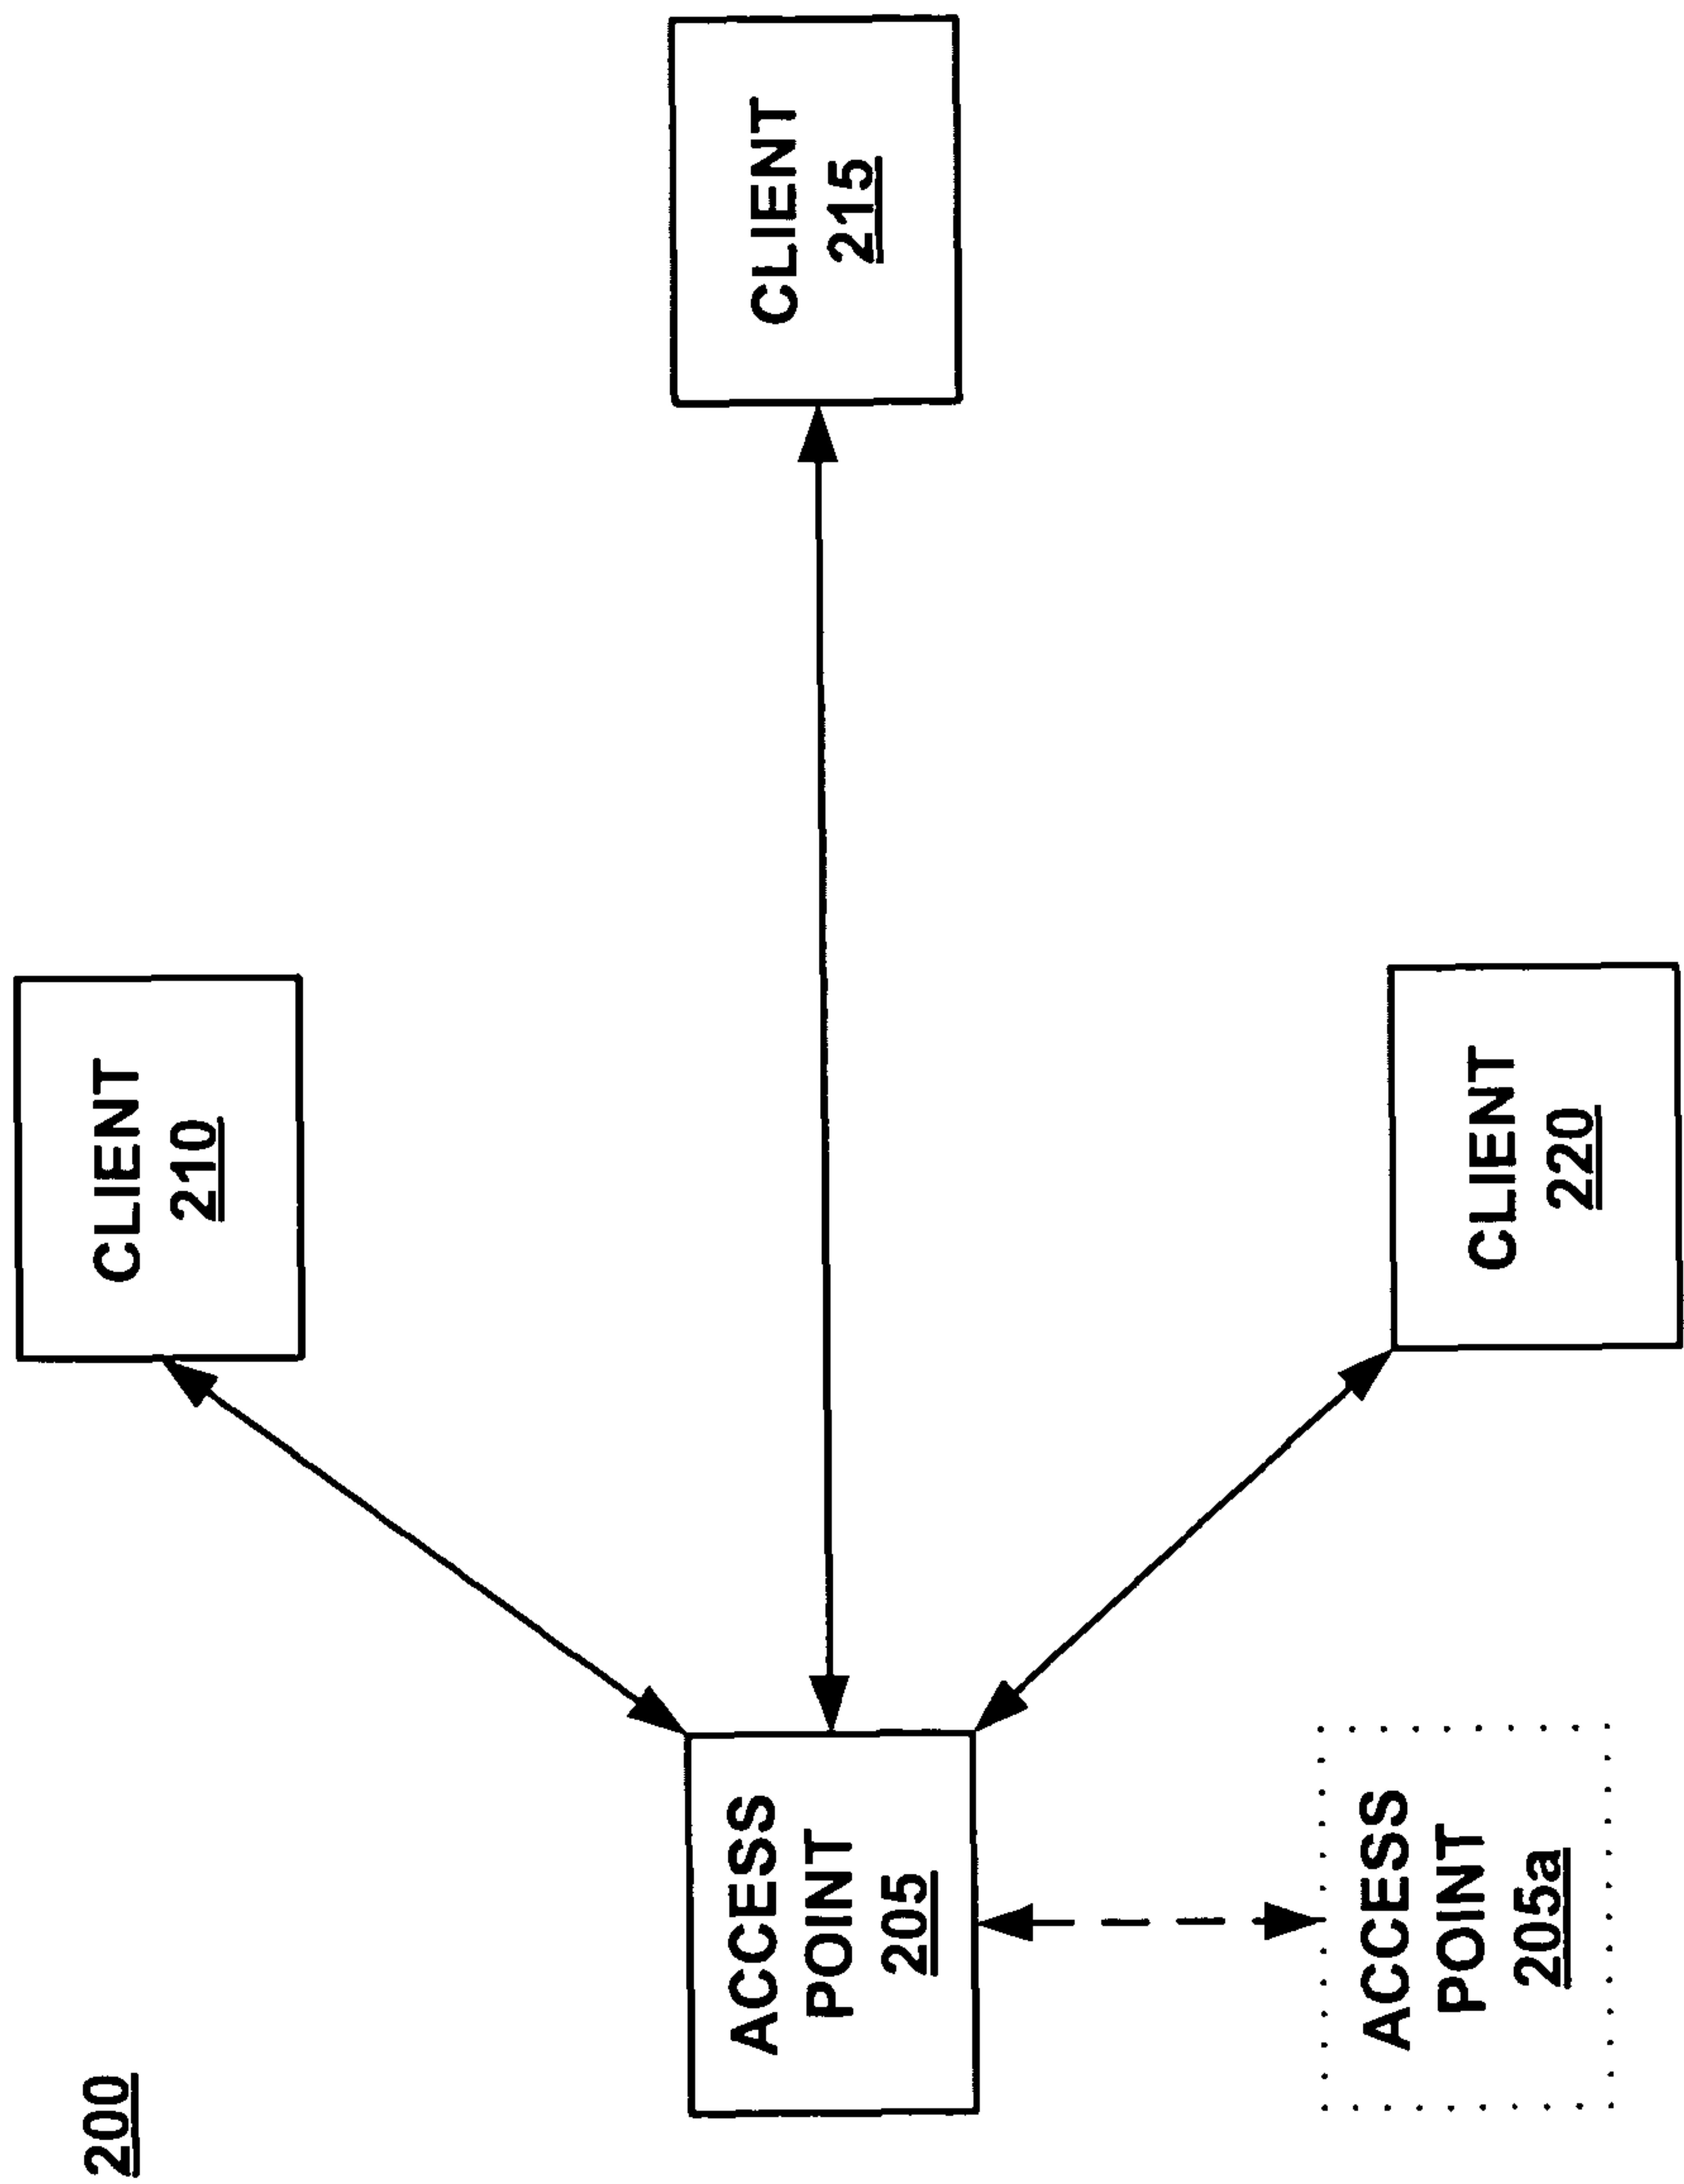 200
CLIENT
210
ACCESS
POINT
205
CLIENT
215
ACCESS
POINT
205a
CLIENT
220